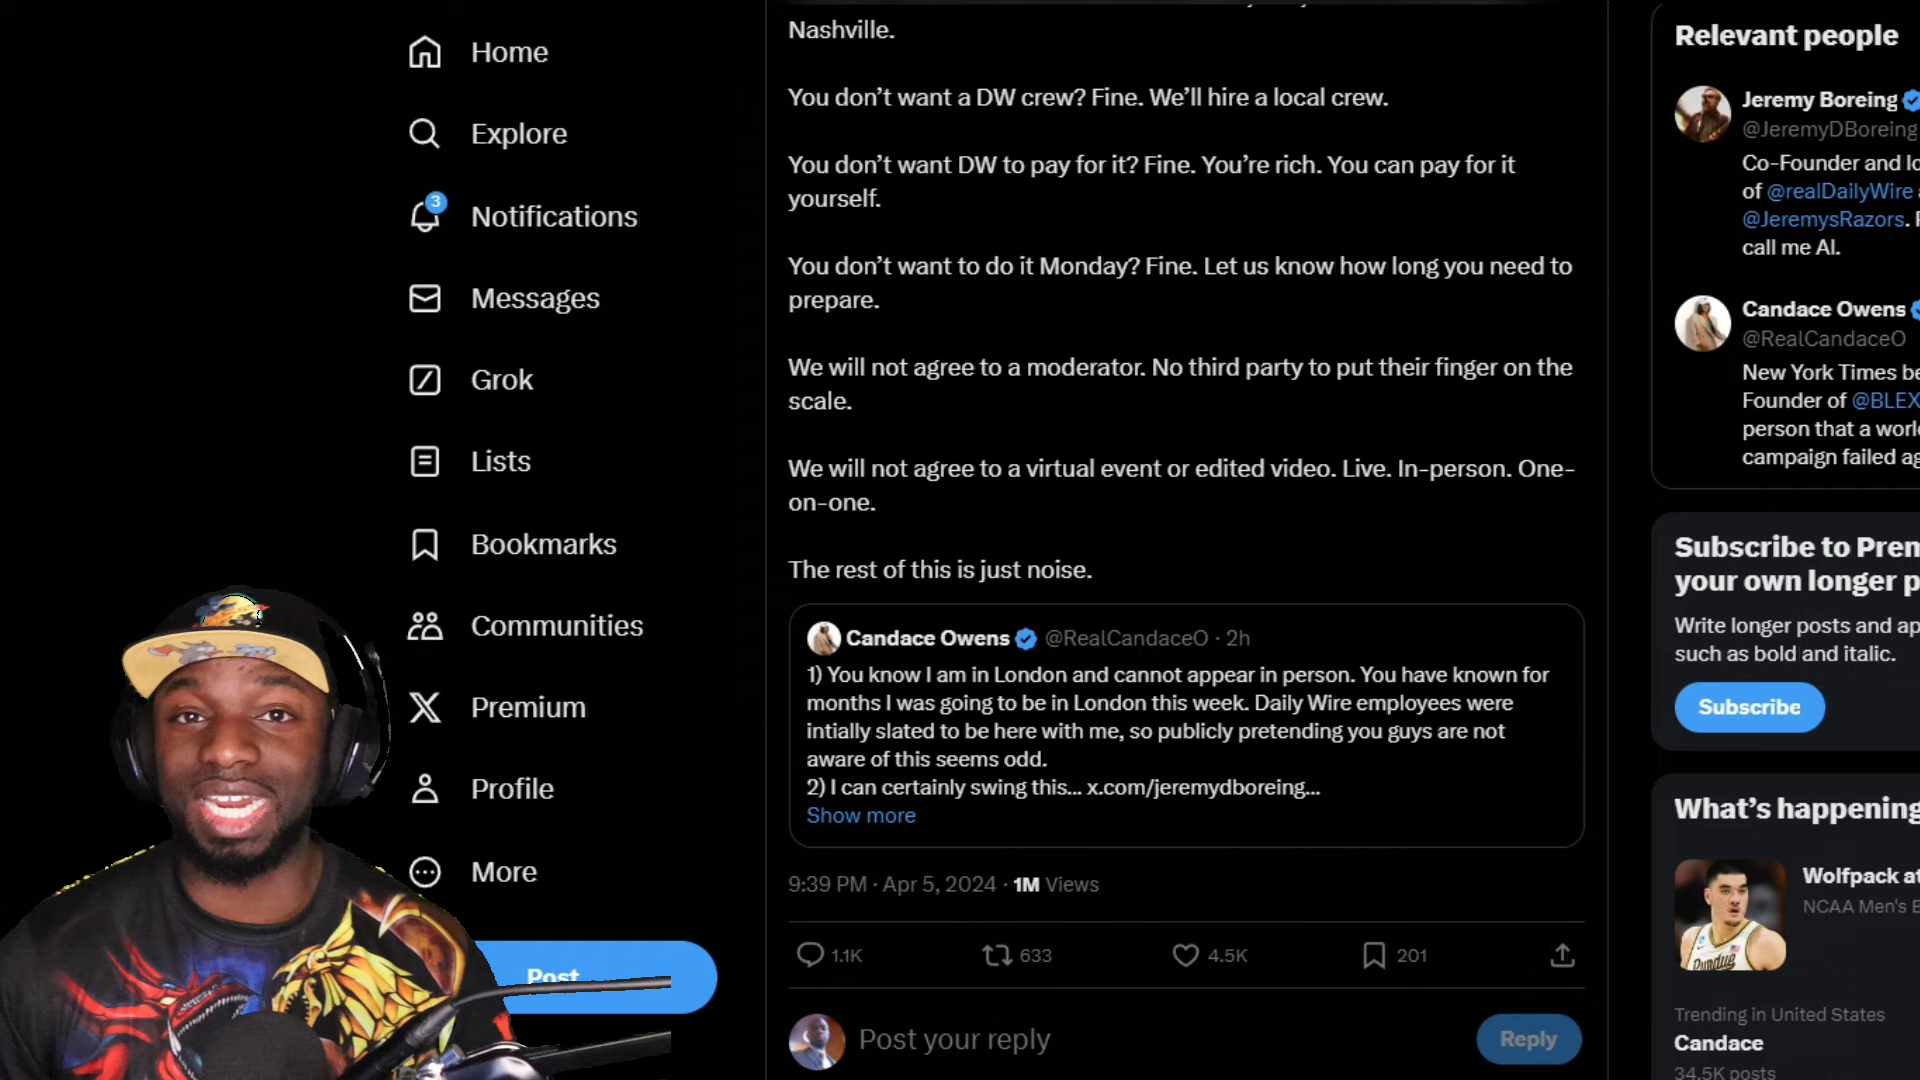 Home
Explore
3
Notifications
Messages
Grok
Lists
Bookmarks
Communities
Premium
Profile
More
Post
Nashville.
You don't want a DW crew? Fine. We'll hire a local crew.
You don't want DW to pay for it? Fine. You're rich. You can pay for it
yourself.
You don't want to do it Monday? Fine. Let us know how long you need to
prepare.
We will not agree to a moderator. No third party to put their finger on the
scale.
We will not agree to a virtual event or edited video. Live. In-person. One-
on-one.
The rest of this is just noise.
Candace Owens @RealCandaceO · 2h
1) You know I am in London and cannot appear in person. You have known for
months I was going to be in London this week. Daily Wire employees were
intially slated to be here with me, so publicly pretending you guys are not
aware of this seems odd.
2) I can certainly swing this... x.com/jeremydboreing...
Show more
9:39 PM · Apr 5, 2024 · 1M Views
1.1K 633 4.5K 201
Post your reply
Reply
Relevant people
Jeremy Boreing
@JeremyDBoreing
Co-Founder and
of @realDailyWire
@JeremysRazors.
call me Al.
Candace Owens
@RealCandaceO
New York Times
Founder of @BLEX
person that a
campaign failed
Subscribe to
your own longer
Write longer posts and
such as bold and italic.
Subscribe
What's happening
Wolfpack
NCAA Men's
Purdue
Trending in United States
Candace
34.5K posts